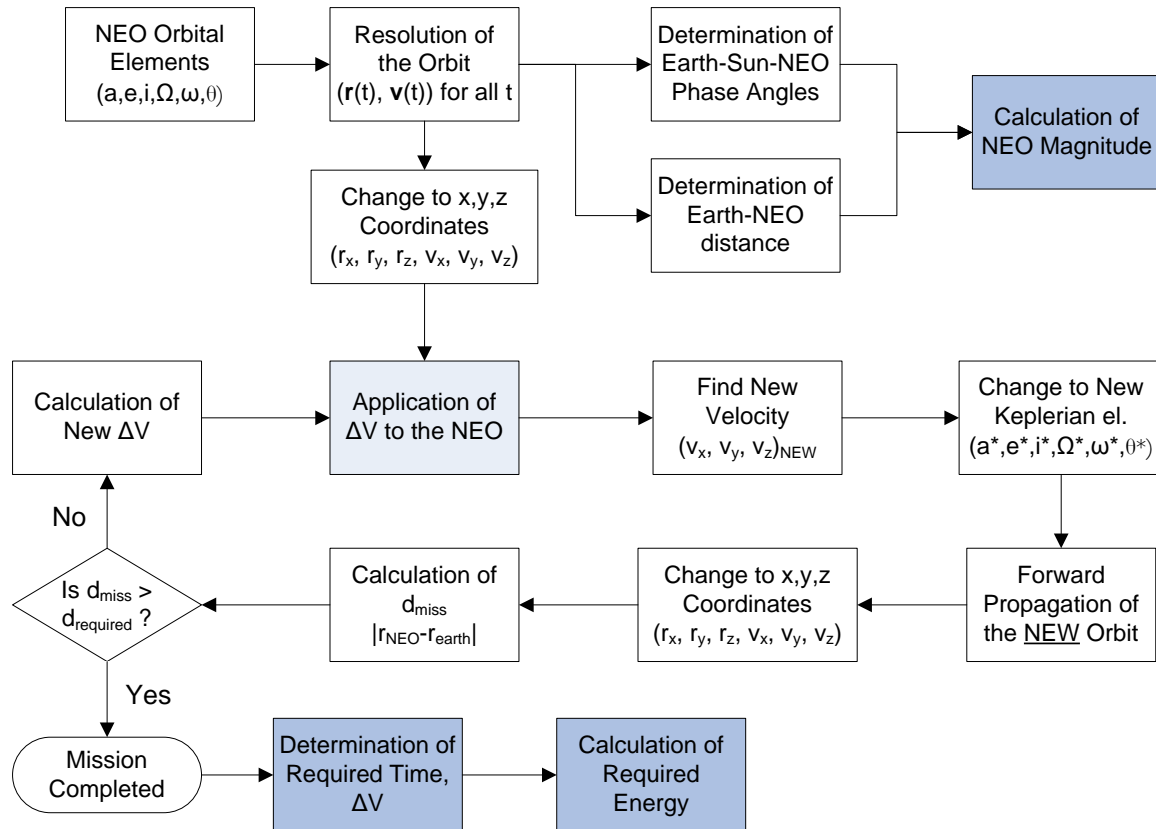 NEO Orbital
Elements
(a,e,i,Ω,ω,θ)
Resolution of
the Orbit
(r(t), v(t)) for all t
Determination of
Earth-Sun-NEO
Phase Angles
Calculation of
NEO Magnitude
Change to x,y,z
Coordinates
(rx, ry, rz, vx, vy, vz)
Determination of
Earth-NEO
distance
Calculation of
New ΔV
Application of
ΔV to the NEO
Find New
Velocity
(vx, vy, vz)NEW
Change to New
Keplerian el.
(a*,e*,i*,Ω*,ω*,θ*)
No
Is dmiss >
drequired ?
Calculation of
dmiss
|rNEO-rearth|
Change to x,y,z
Coordinates
(rx, ry, rz, vx, vy, vz)
Forward
Propagation of
the NEW Orbit
Yes
Mission
Completed
Determination of
Required Time,
ΔV
Calculation of
Required
Energy